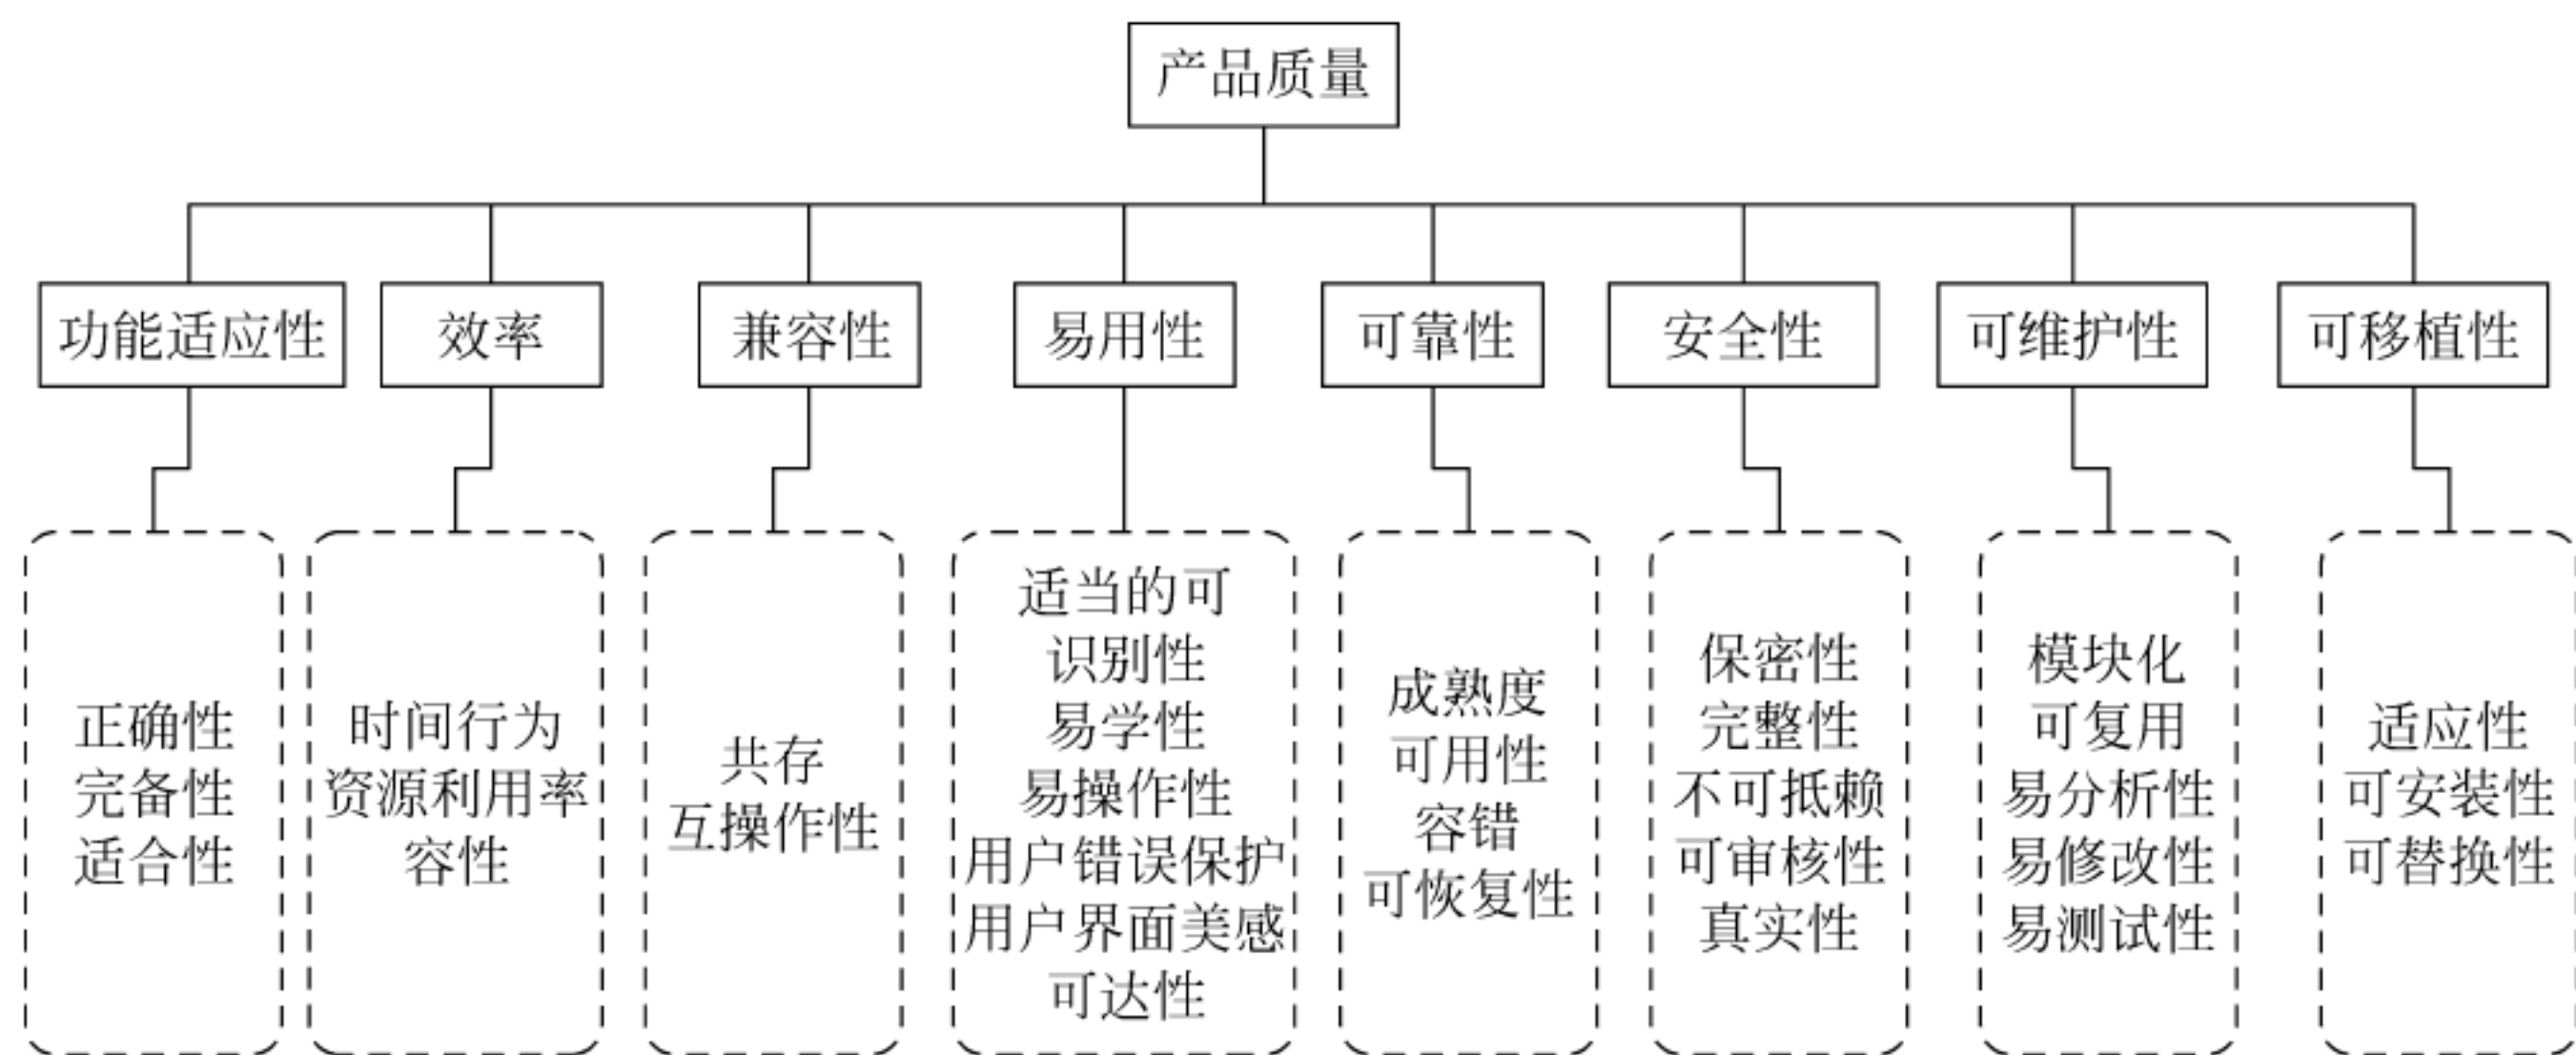 产品质量
功能适应性
效率
兼容性
易用性
可靠性
安全性
可维护性
可移植性
正确性
完备性
适合性
时间行为
资源利用率
容性
共存
互操作性
适当的可
识别性
易学性
易操作性
用户错误保护
用户界面美感
可达性
成熟度
可用性
容错
可恢复性
保密性
完整性
不可抵赖
可审核性
真实性
模块化
可复用
易分析性
易修改性
易测试性
适应性
可安装性
可替换性